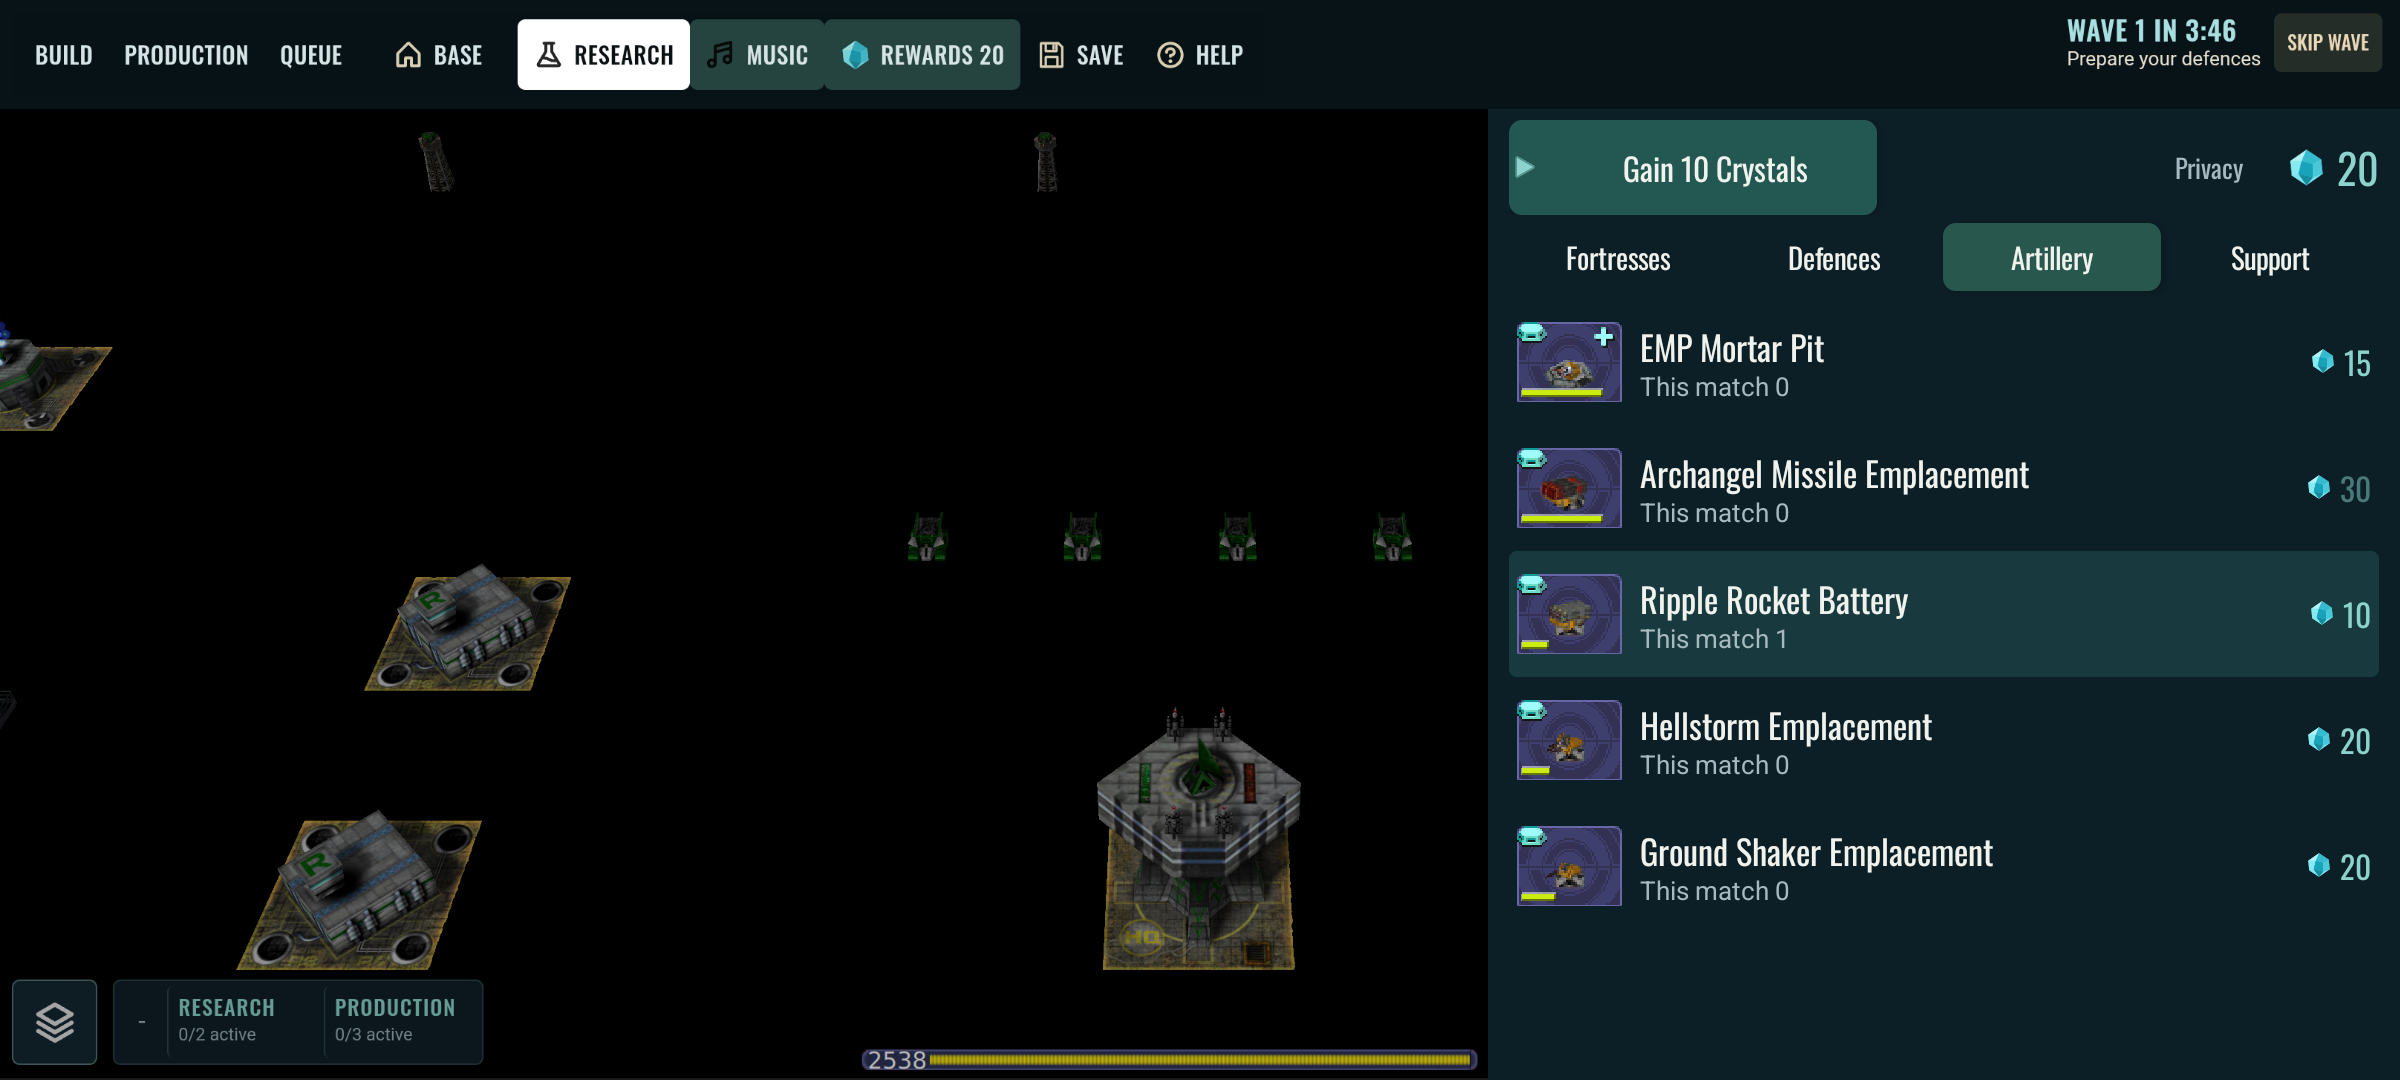 BUILD
PRODUCTION
QUEUE
BASE
RESEARCH
MUSIC
REWARDS 20
SAVE
HELP
WAVE 1 IN 3:46
Prepare your defences
SKIP WAVE
Gain 10 Crystals
Privacy
20
Fortresses
Defences
Artillery
Support
EMP Mortar Pit
This match 0
15
Archangel Missile Emplacement
This match 0
30
Ripple Rocket Battery
This match 1
10
Hellstorm Emplacement
This match 0
20
Ground Shaker Emplacement
This match 0
20
R
R
HQ
-
RESEARCH
0/2 active
PRODUCTION
0/3 active
2538